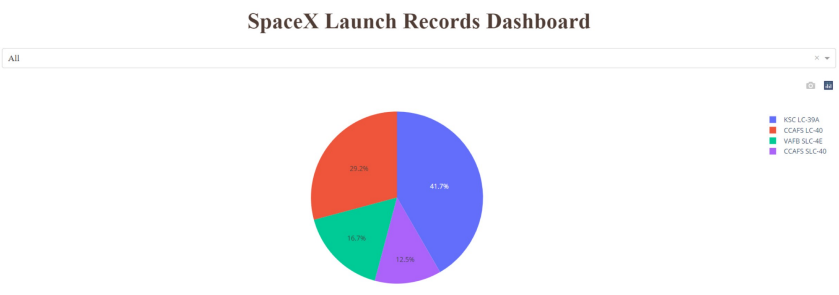 SpaceX Launch Records Dashboard
All
×
KSC LC-39A
CCAFS LC-40
VAFB SLC-4E
CCAFS SLC-40
29.2%
41.7%
16.7%
12.5%